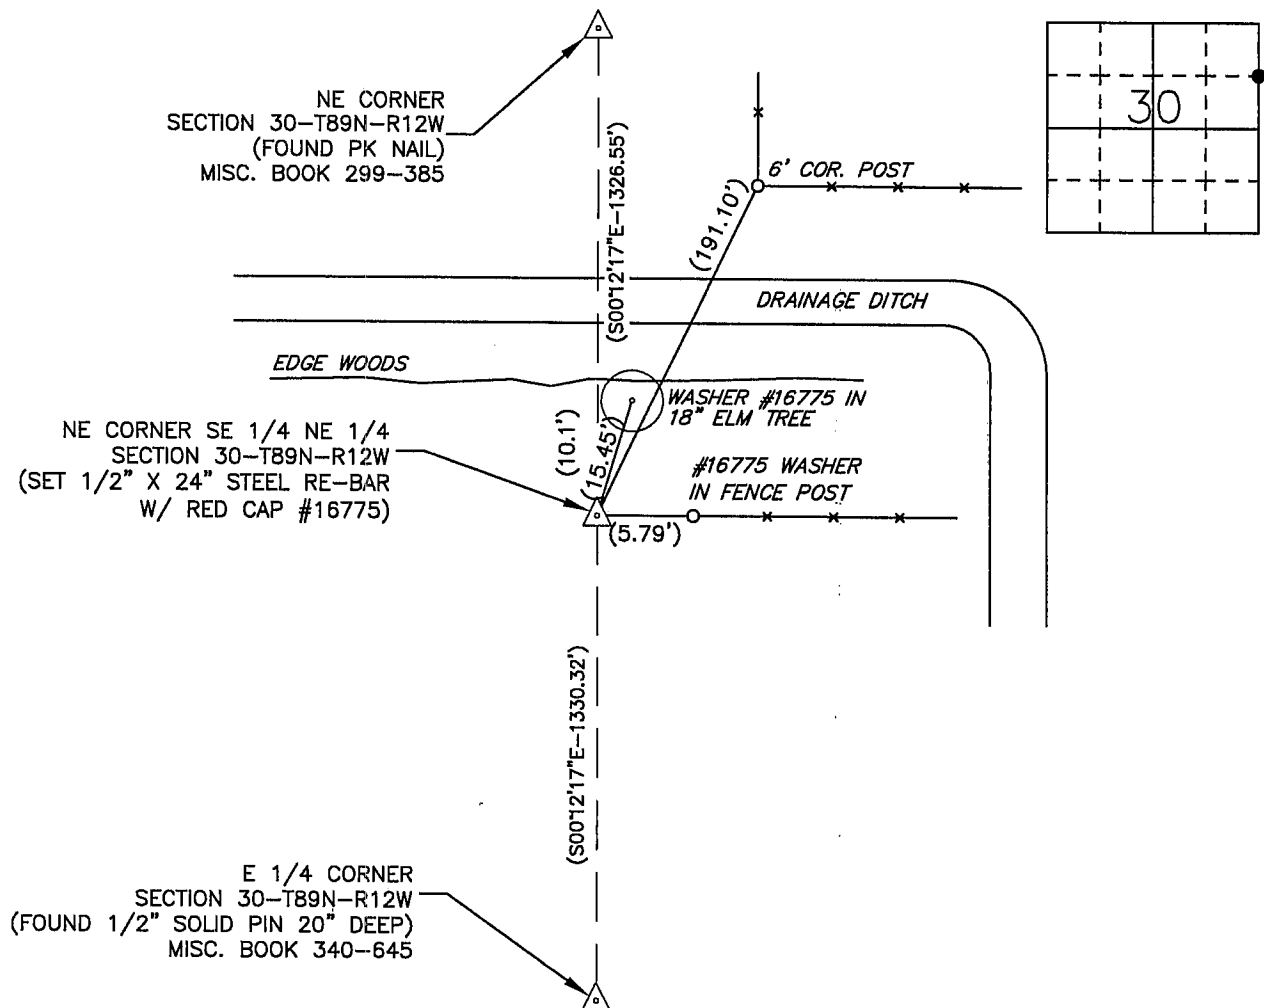 NE CORNER
SECTION 30-T89N-R12W
(FOUND PK NAIL)
MISC. BOOK 299-385
(S00°12'17"E-1326.55')
6' COR. POST
(191.10')
30
DRAINAGE DITCH
EDGE WOODS
WASHER #16775 IN
18" ELM TREE
(10.1')
(15.45')
NE CORNER SE 1/4 NE 1/4
SECTION 30-T89N-R12W
(SET 1/2" X 24" STEEL RE-BAR
W/ RED CAP #16775)
#16775 WASHER
IN FENCE POST
(5.79')
(S00°12'17"E-1330.32')
E 1/4 CORNER
SECTION 30-T89N-R12W
(FOUND 1/2" SOLID PIN 20" DEEP)
MISC. BOOK 340-645